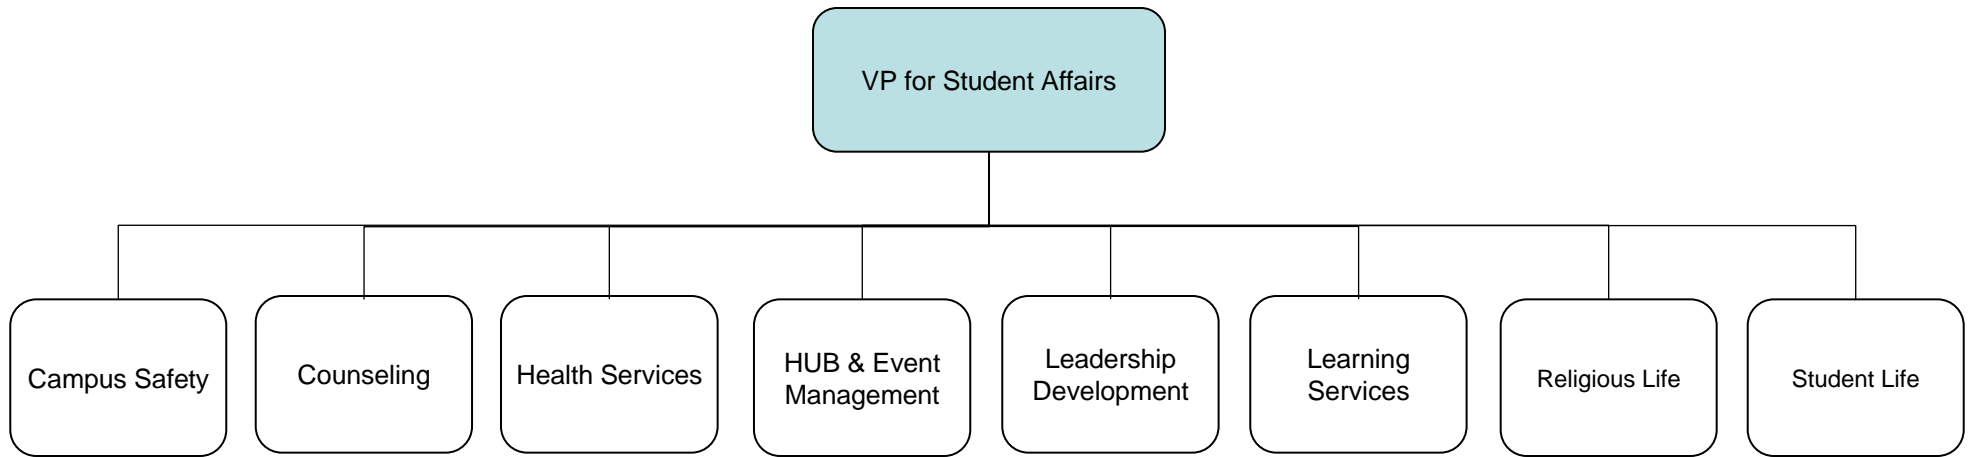 VP for Student Affairs
Campus Safety
Counseling
Health Services
HUB & Event
Management
Leadership
Development
Learning
Services
Religious Life
Student Life